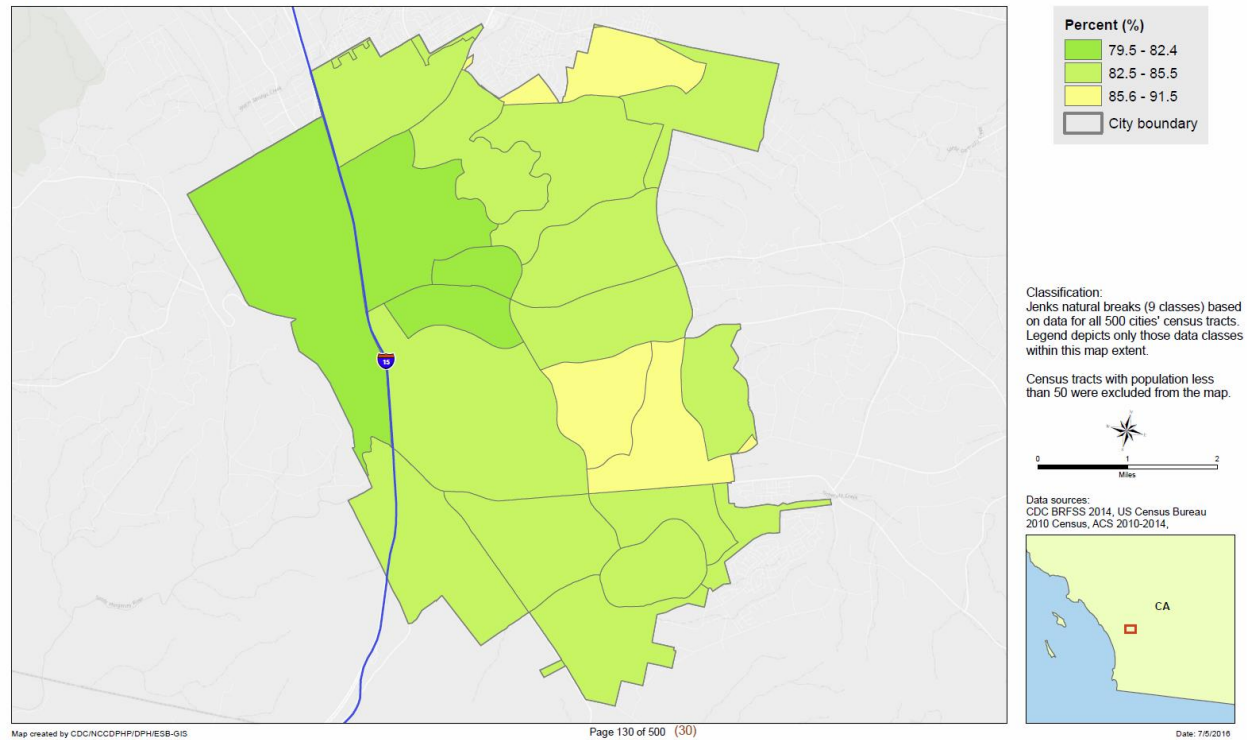 Percent (%)
79.5 - 82.4
82.5 - 85.5
85.6 - 91.5
City boundary
15
Classification:
Jenks natural breaks (9 classes) based
on data for all 500 cities' census tracts.
Legend depicts only those data classes
within this map extent.
Census tracts with population less
than 50 were excluded from the map.
0 1 2
Miles
Data sources:
CDC BRFSS 2014, US Census Bureau
2010 Census, ACS 2010-2014,
CA
Map created by CDC/NCCDPHP/DPH/ESB-GIS
Page 130 of 500 (30)
Date: 7/5/2016